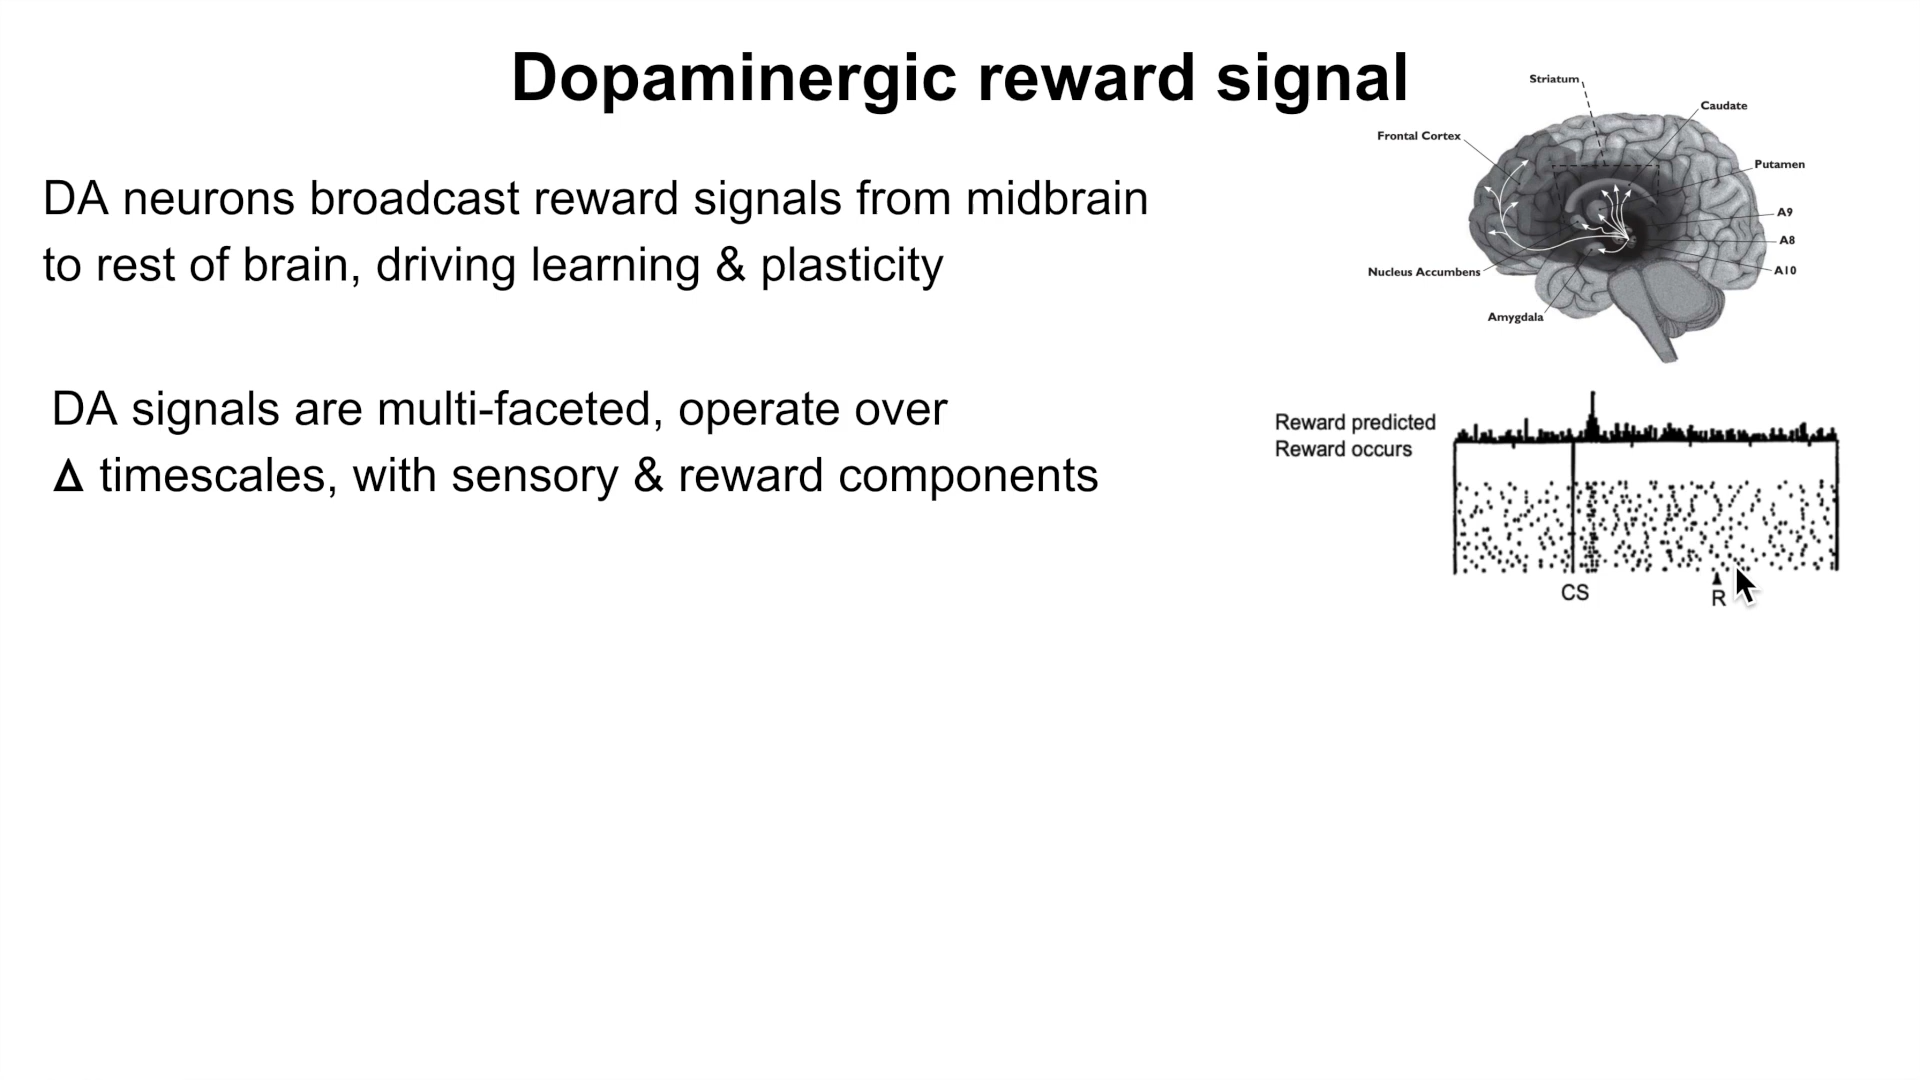 Dopaminergic reward signal
DA neurons broadcast reward signals from midbrain
to rest of brain, driving learning & plasticity
DA signals are multi-faceted, operate over
Δ timescales, with sensory & reward components
Striatum
Caudate
Frontal Cortex
Putamen
A9
A8
A10
Nucleus Accumbens
Amygdala
Reward predicted
Reward occurs
CS
R